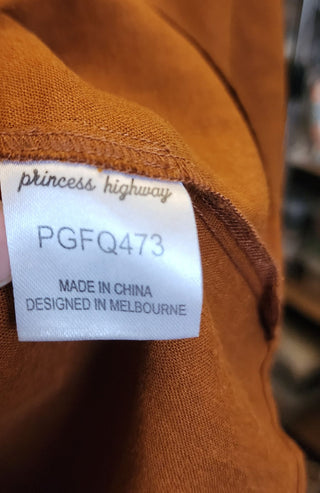 princess highway
PGFQ473
MADE IN CHINA
DESIGNED IN MELBOURNE